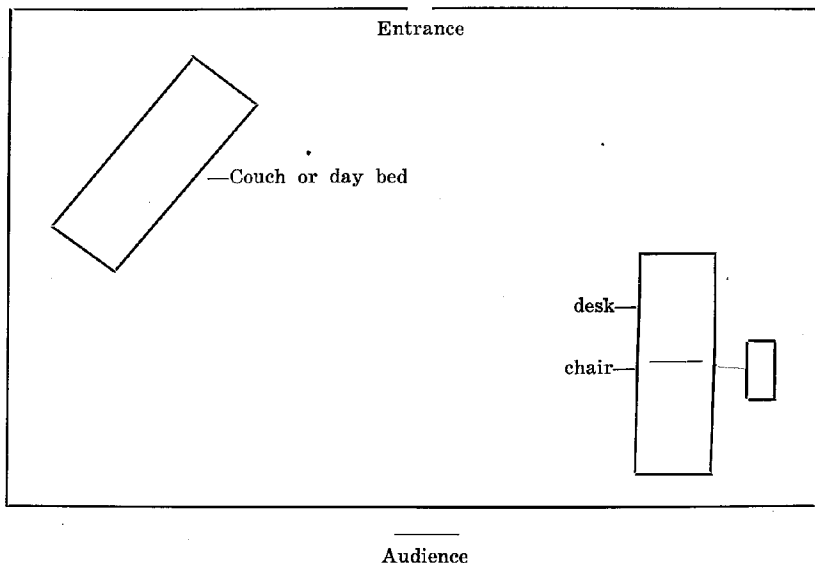 Entrance
—Couch or day bed
desk—
chair—
Audience